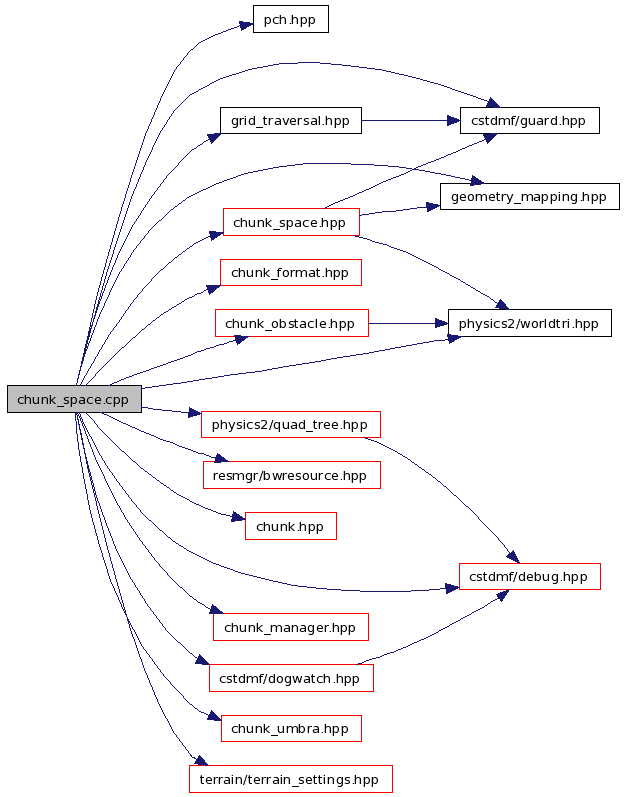 pch.hpp
grid_traversal.hpp
cstdmf/guard.hpp
geometry_mapping.hpp
chunk_space.hpp
chunk_format.hpp
chunk_obstacle.hpp
physics2/worldtri.hpp
chunk_space.cpp
physics2/quad_tree.hpp
resmgr/bwresource.hpp
chunk.hpp
cstdmf/debug.hpp
chunk_manager.hpp
cstdmf/dogwatch.hpp
chunk_umbra.hpp
terrain/terrain_settings.hpp